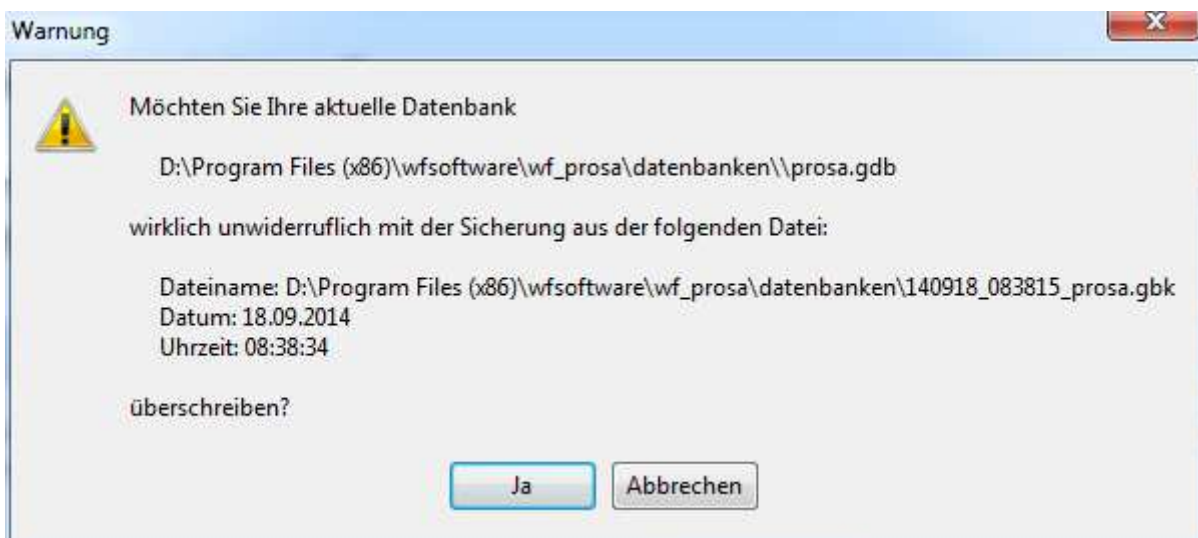 Warnung
Möchten Sie Ihre aktuelle Datenbank
D:\Program Files (x86)\wfsoftware\wf_prosa\datenbanken\\prosa.gdb
wirklich unwiderruflich mit der Sicherung aus der folgenden Datei:
Dateiname: D:\Program Files (x86)\wfsoftware\wf_prosa\datenbanken\140918_083815_prosa.gbk
Datum: 18.09.2014
Uhrzeit: 08:38:34
überschreiben?
Ja Abbrechen